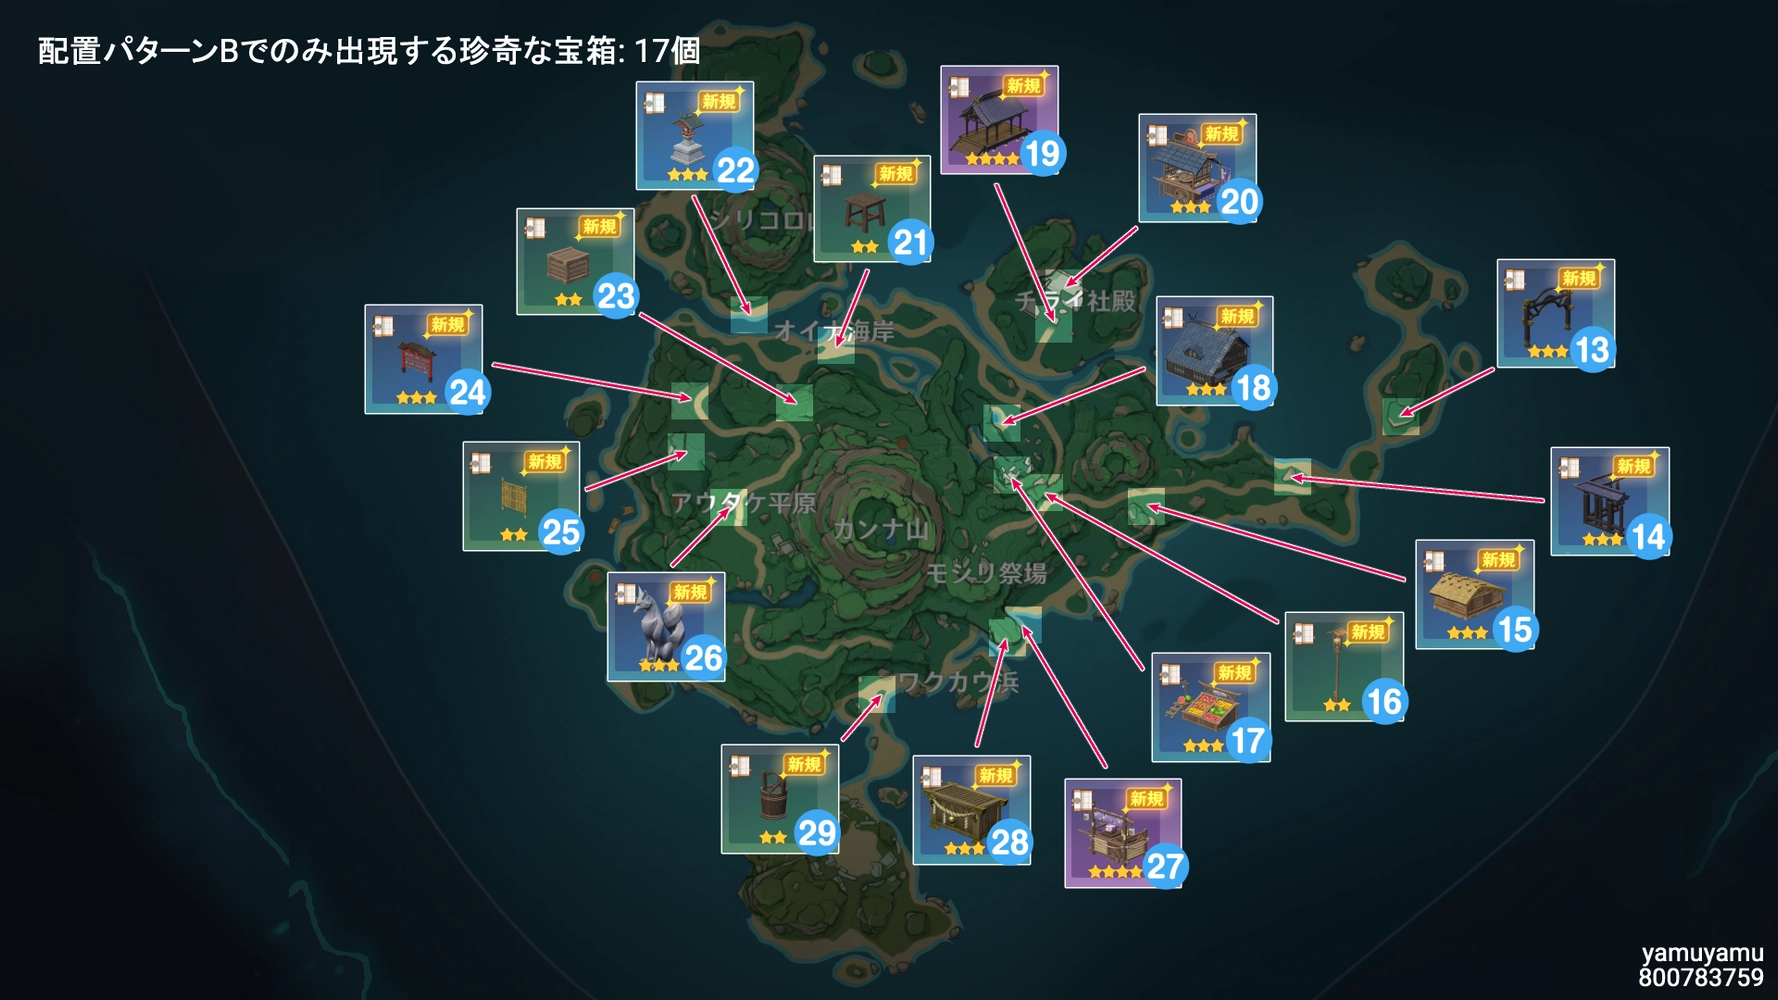 配置パターンBでのみ出現する珍奇な宝箱: 17個
新規
22
新規
19
新規
20
新規
21
新規
23
新規
13
新規
24
新規
18
新規
25
新規
14
新規
26
新規
15
新規
16
新規
17
新規
29
新規
28
新規
27
シリコロ
チライ社殿
オイナ海岸
アウタケ平原
カンナ山
モシリ祭場
ワクカウ浜
yamuyamu
800783759